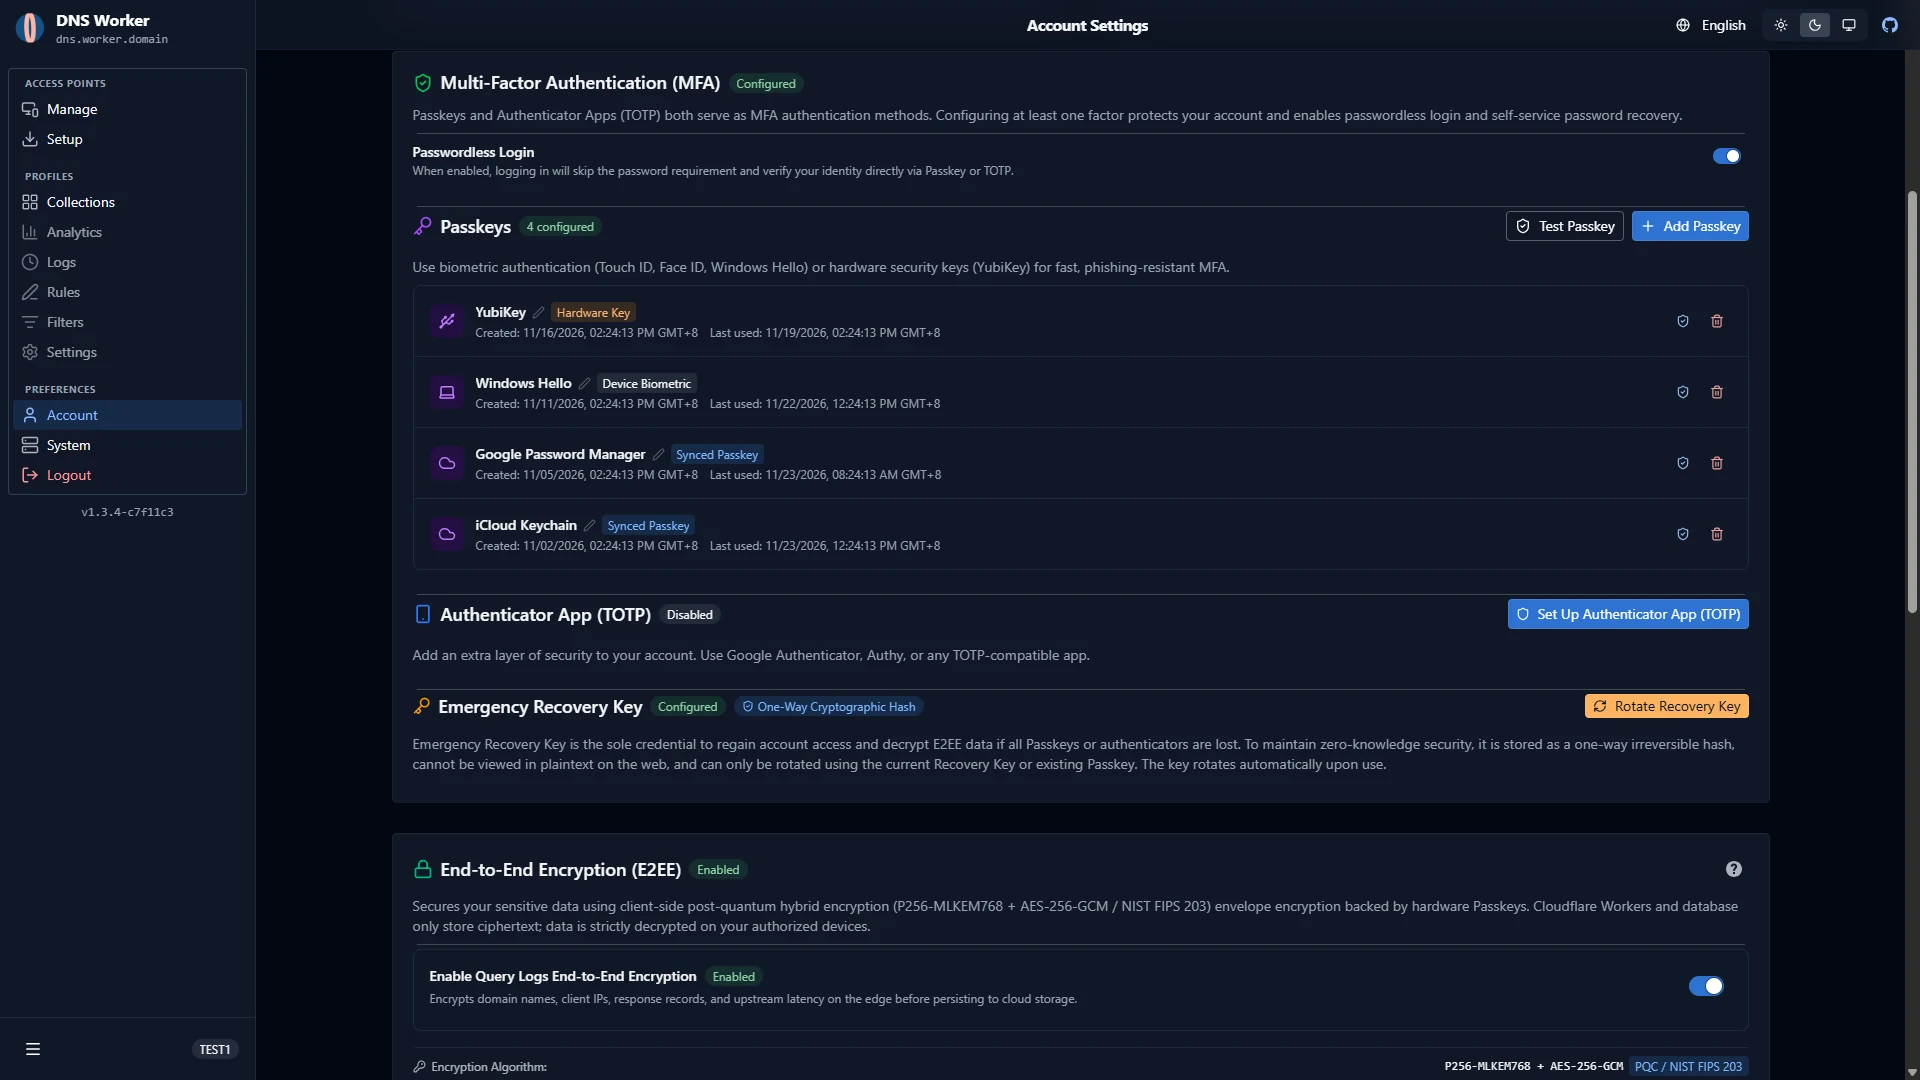 DNS Worker
dns.worker.domain
Account Settings
English
ACCESS POINTS
Manage
Setup
PROFILES
Collections
Analytics
Logs
Rules
Filters
Settings
PREFERENCES
Account
System
Logout
v1.3.4-c7f11c3
TEST1
Multi-Factor Authentication (MFA) Configured
Passkeys and Authenticator Apps (TOTP) both serve as MFA authentication methods. Configuring at least one factor protects your account and enables passwordless login and self-service password recovery.
Passwordless Login
When enabled, logging in will skip the password requirement and verify your identity directly via Passkey or TOTP.
Passkeys 4 configured Test Passkey Add Passkey
Use biometric authentication (Touch ID, Face ID, Windows Hello) or hardware security keys (YubiKey) for fast, phishing-resistant MFA.
YubiKey Hardware Key
Created: 11/16/2026, 02:24:13 PM GMT+8 Last used: 11/19/2026, 02:24:13 PM GMT+8
Windows Hello Device Biometric
Created: 11/11/2026, 02:24:13 PM GMT+8 Last used: 11/22/2026, 12:24:13 PM GMT+8
Google Password Manager Synced Passkey
Created: 11/05/2026, 02:24:13 PM GMT+8 Last used: 11/23/2026, 08:24:13 AM GMT+8
iCloud Keychain Synced Passkey
Created: 11/02/2026, 02:24:13 PM GMT+8 Last used: 11/23/2026, 12:24:13 PM GMT+8
Authenticator App (TOTP) Disabled Set Up Authenticator App (TOTP)
Add an extra layer of security to your account. Use Google Authenticator, Authy, or any TOTP-compatible app.
Emergency Recovery Key Configured One-Way Cryptographic Hash Rotate Recovery Key
Emergency Recovery Key is the sole credential to regain account access and decrypt E2EE data if all Passkeys or authenticators are lost. To maintain zero-knowledge security, it is stored as a one-way irreversible hash,
cannot be viewed in plaintext on the web, and can only be rotated using the current Recovery Key or existing Passkey. The key rotates automatically upon use.
End-to-End Encryption (E2EE) Enabled
Secures your sensitive data using client-side post-quantum hybrid encryption (P256-MLKEM768 + AES-256-GCM / NIST FIPS 203) envelope encryption backed by hardware Passkeys. Cloudflare Workers and database
only store ciphertext; data is strictly decrypted on your authorized devices.
Enable Query Logs End-to-End Encryption Enabled
Encrypts domain names, client IPs, response records, and upstream latency on the edge before persisting to cloud storage.
Encryption Algorithm: P256-MLKEM768 + AES-256-GCM PQC / NIST FIPS 203